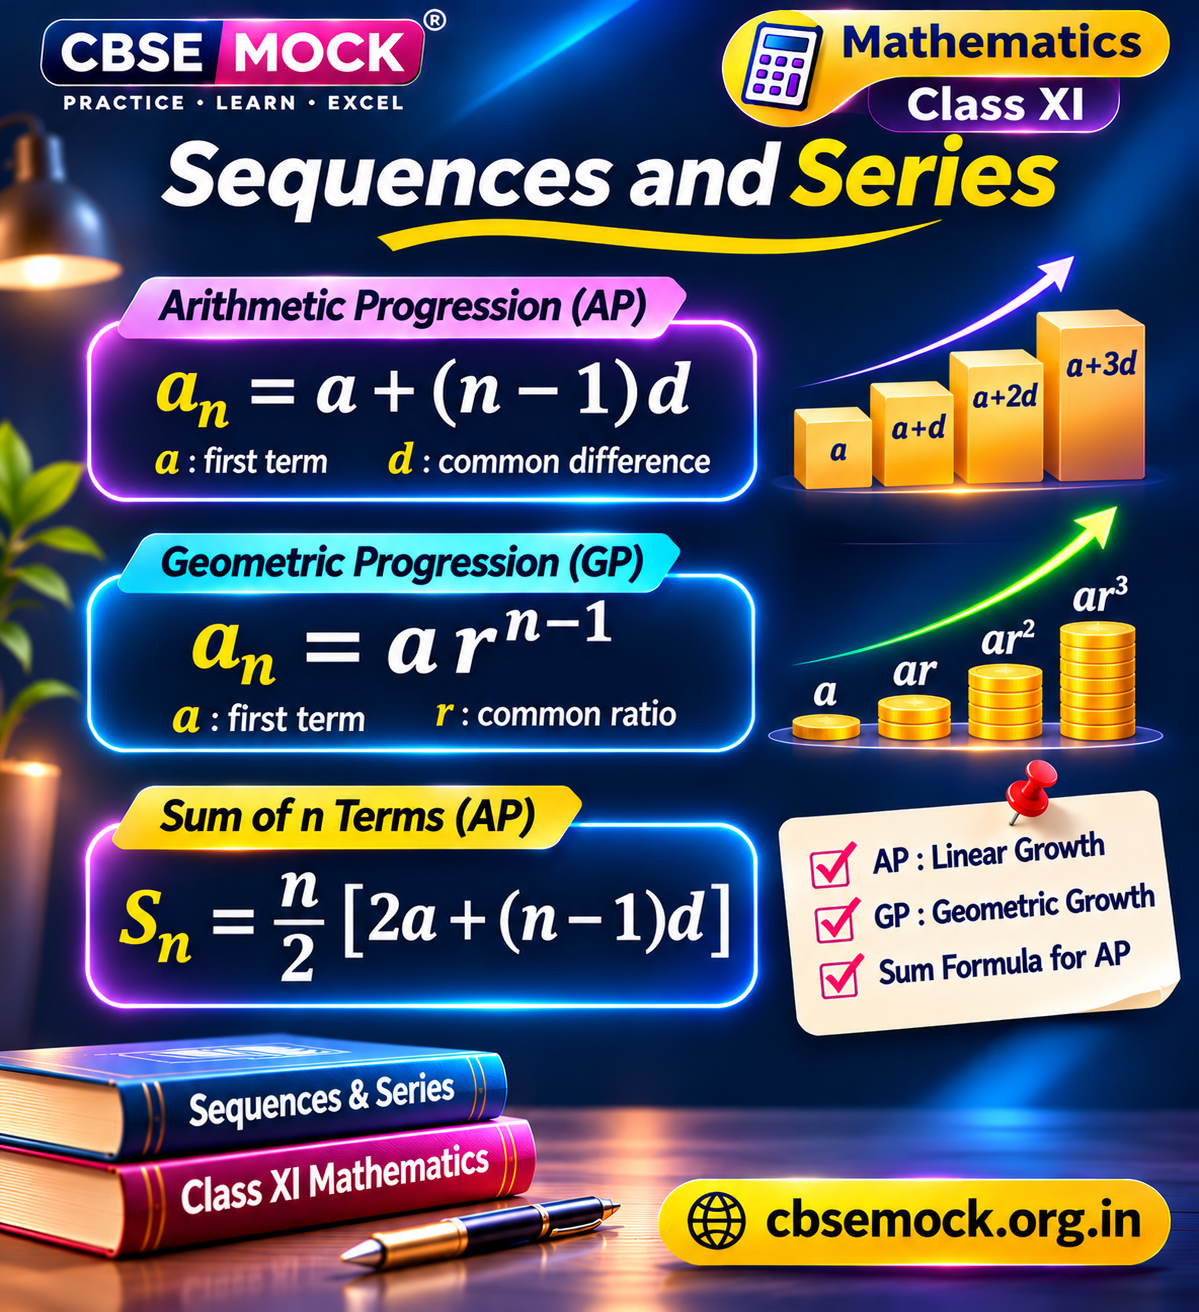 CBSE MOCK ®
PRACTICE · LEARN · EXCEL
Mathematics
Class XI
Sequences and Series
Arithmetic Progression (AP)
aₙ = a + (n − 1) d
a : first term d : common difference
a
a+d
a+2d
a+3d
Geometric Progression (GP)
aₙ = a rⁿ⁻¹
a : first term r : common ratio
a
ar
ar²
ar³
Sum of n Terms (AP)
Sₙ = n/2 [2a + (n − 1)d]
AP : Linear Growth
GP : Geometric Growth
Sum Formula for AP
Sequences & Series
Class XI Mathematics
cbsemock.org.in